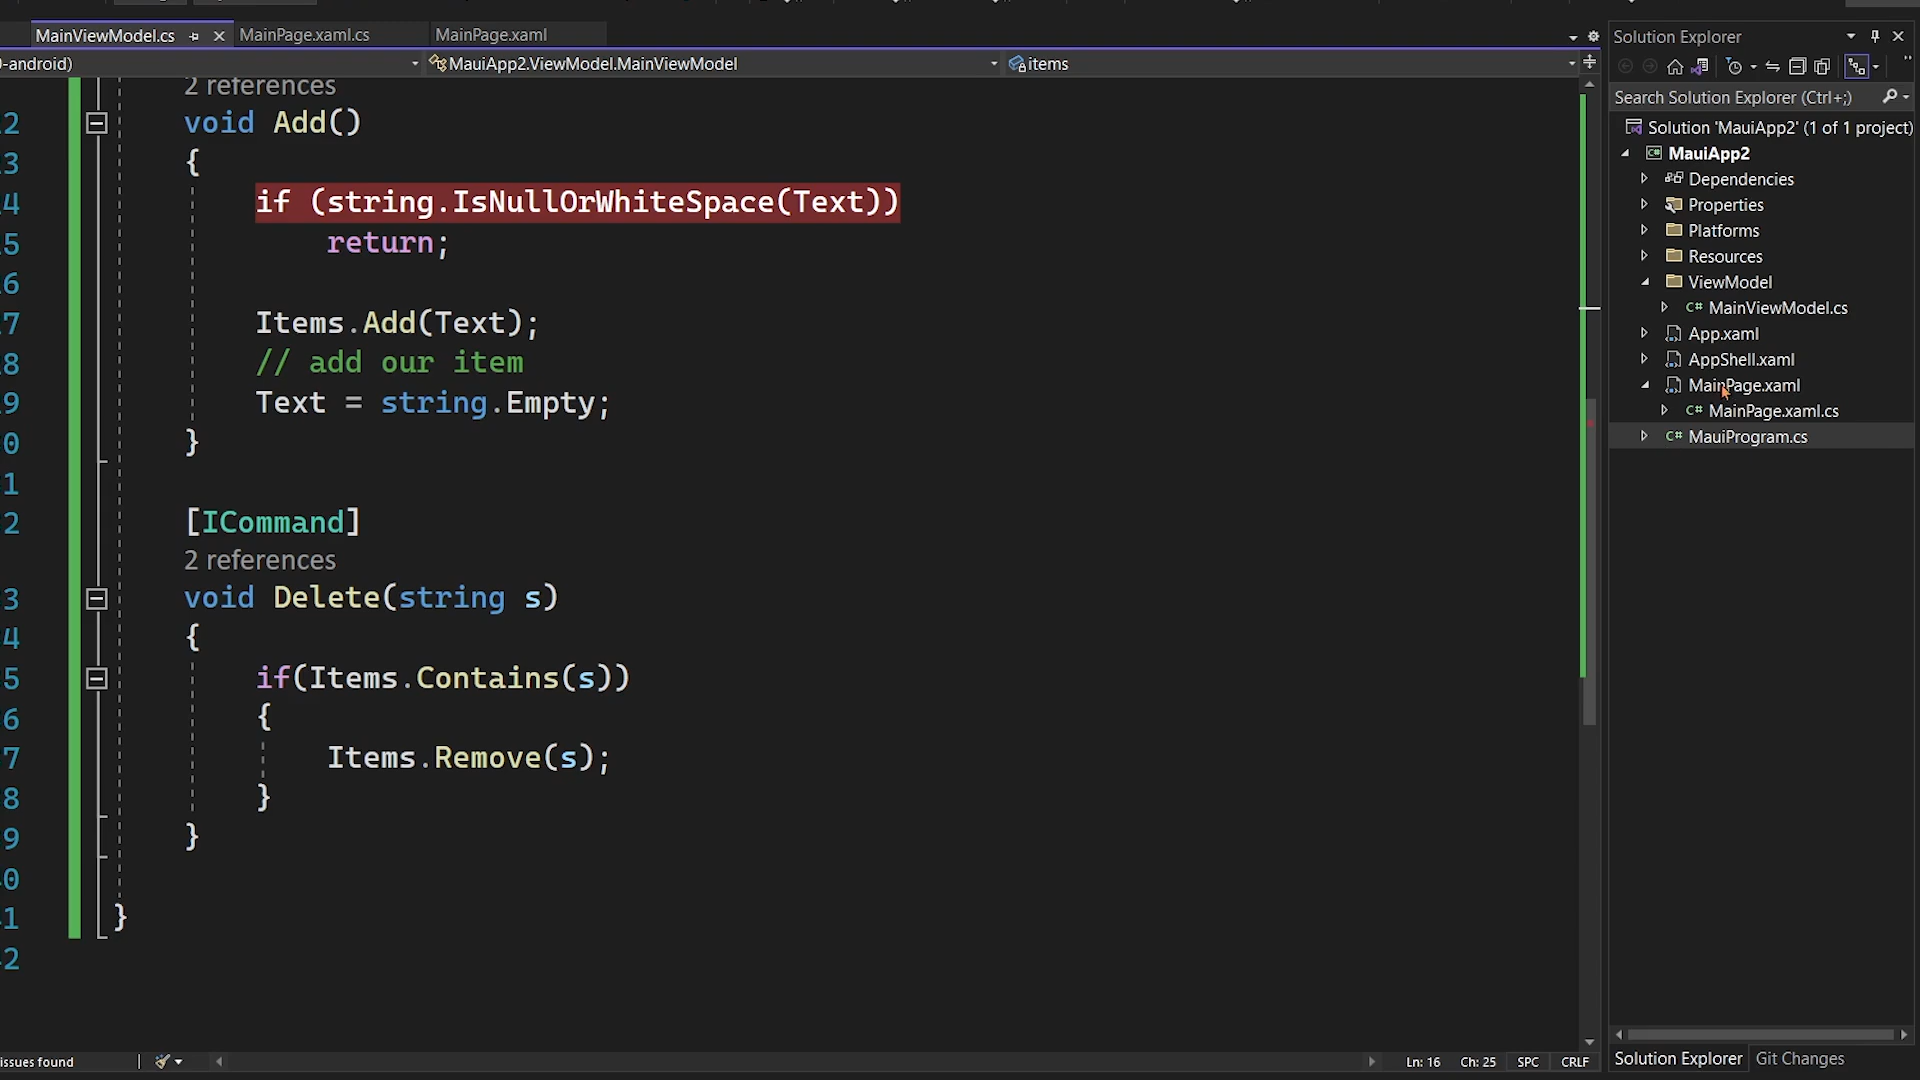 MainViewModel.cs
MainPage.xaml.cs
MainPage.xaml
-android)
MauiApp2.ViewModel.MainViewModel
items
2 references
2 void Add()
3 {
4 if (string.IsNullOrWhiteSpace(Text))
5 return;
6
7 Items.Add(Text);
8 // add our item
9 Text = string.Empty;
0 }
1
2 [ICommand]
2 references
3 void Delete(string s)
4 {
5 if(Items.Contains(s))
6 {
7 Items.Remove(s);
8 }
9 }
0
1 }
2
issues found
Ln: 16 Ch: 25 SPC CRLF
Solution Explorer
Search Solution Explorer (Ctrl+;)
Solution 'MauiApp2' (1 of 1 project)
MauiApp2
Dependencies
Properties
Platforms
Resources
ViewModel
C# MainViewModel.cs
App.xaml
AppShell.xaml
MainPage.xaml
C# MainPage.xaml.cs
C# MauiProgram.cs
Solution Explorer Git Changes